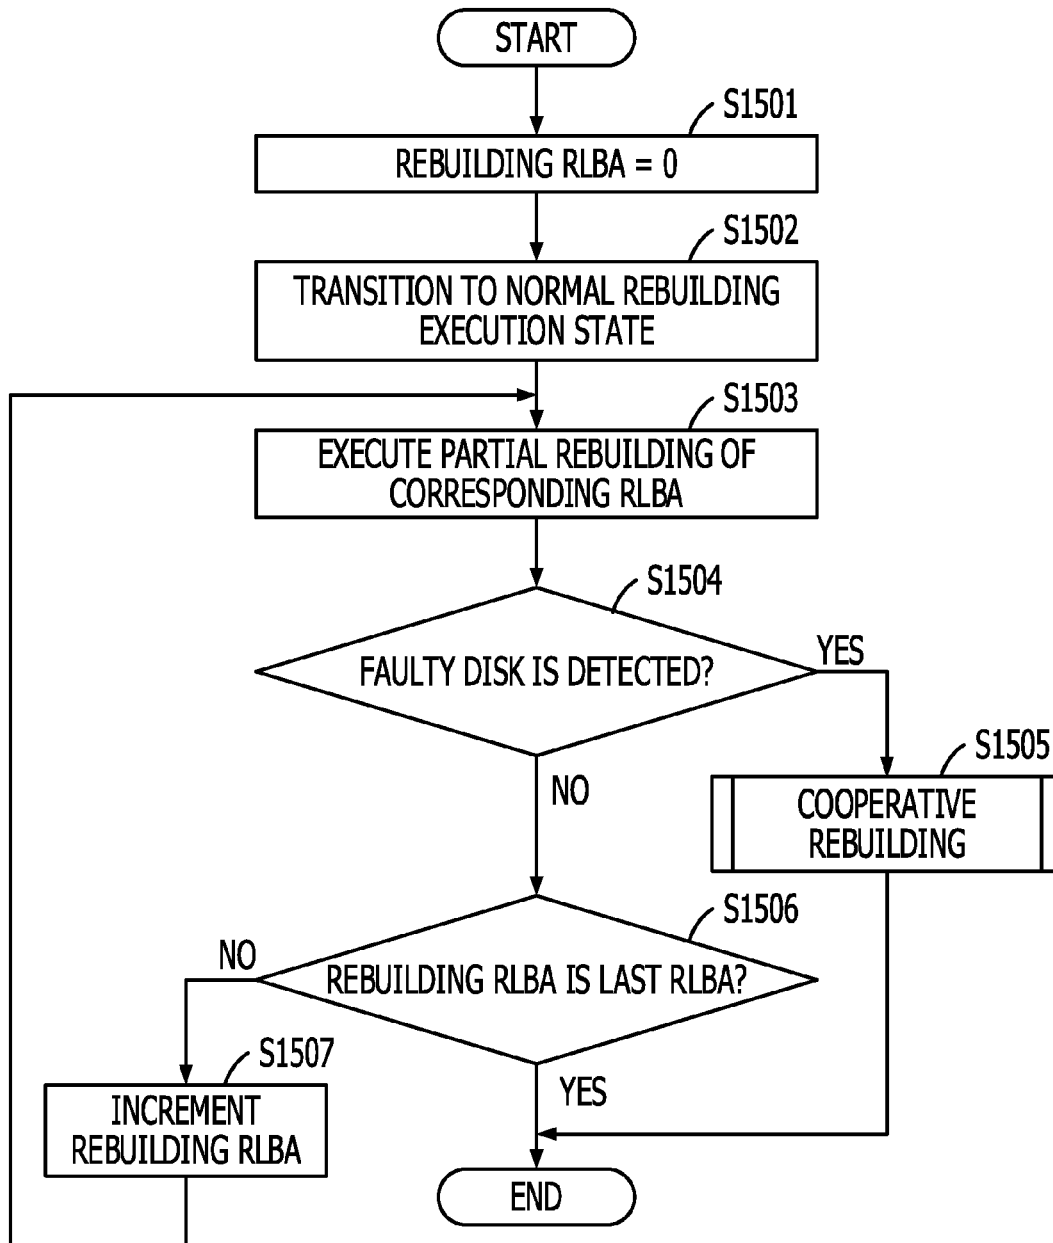 START
S1501
REBUILDING RLBA = 0
S1502
TRANSITION TO NORMAL REBUILDING
EXECUTION STATE
S1503
EXECUTE PARTIAL REBUILDING OF
CORRESPONDING RLBA
S1504
FAULTY DISK IS DETECTED?
YES
NO
S1505
COOPERATIVE
REBUILDING
S1506
REBUILDING RLBA IS LAST RLBA?
NO
YES
S1507
INCREMENT
REBUILDING RLBA
END